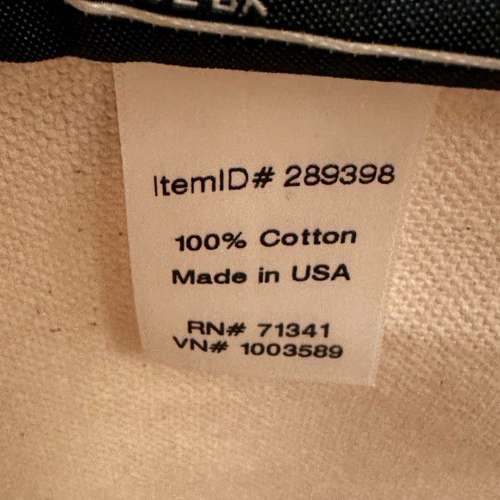 ItemID# 289398
100% Cotton
Made in USA
RN# 71341
VN# 1003589